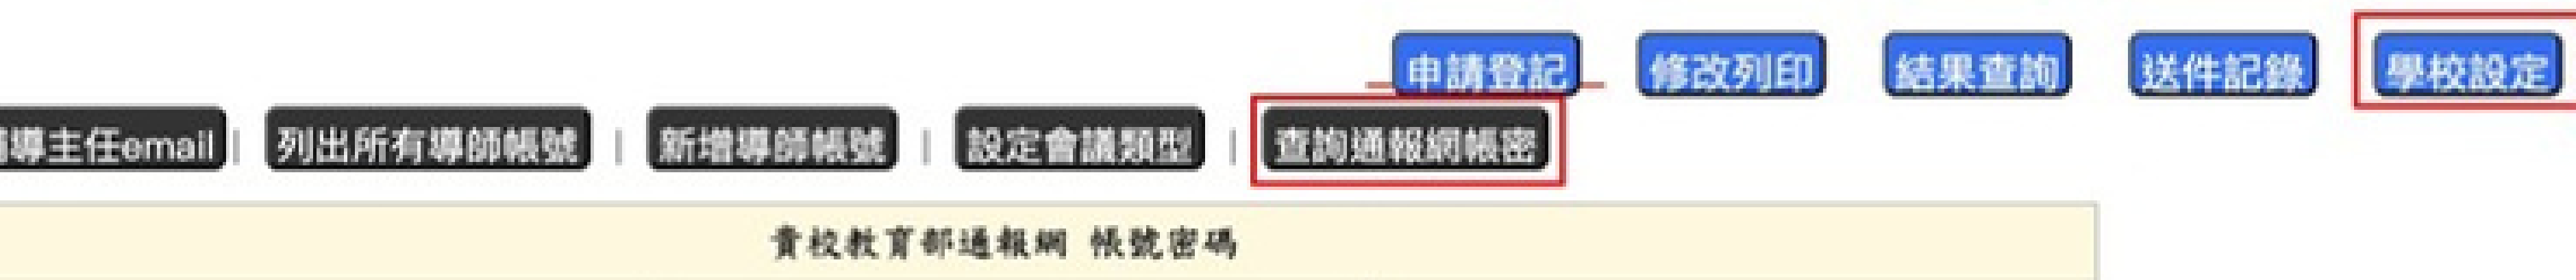 申請登記 修改列印 結果查詢 送件記錄 學校設定
導主任email | 列出所有導師帳號 | 新增導師帳號 | 設定會議類型 | 查詢通報網帳密
貴校教育部通報網 帳號密碼